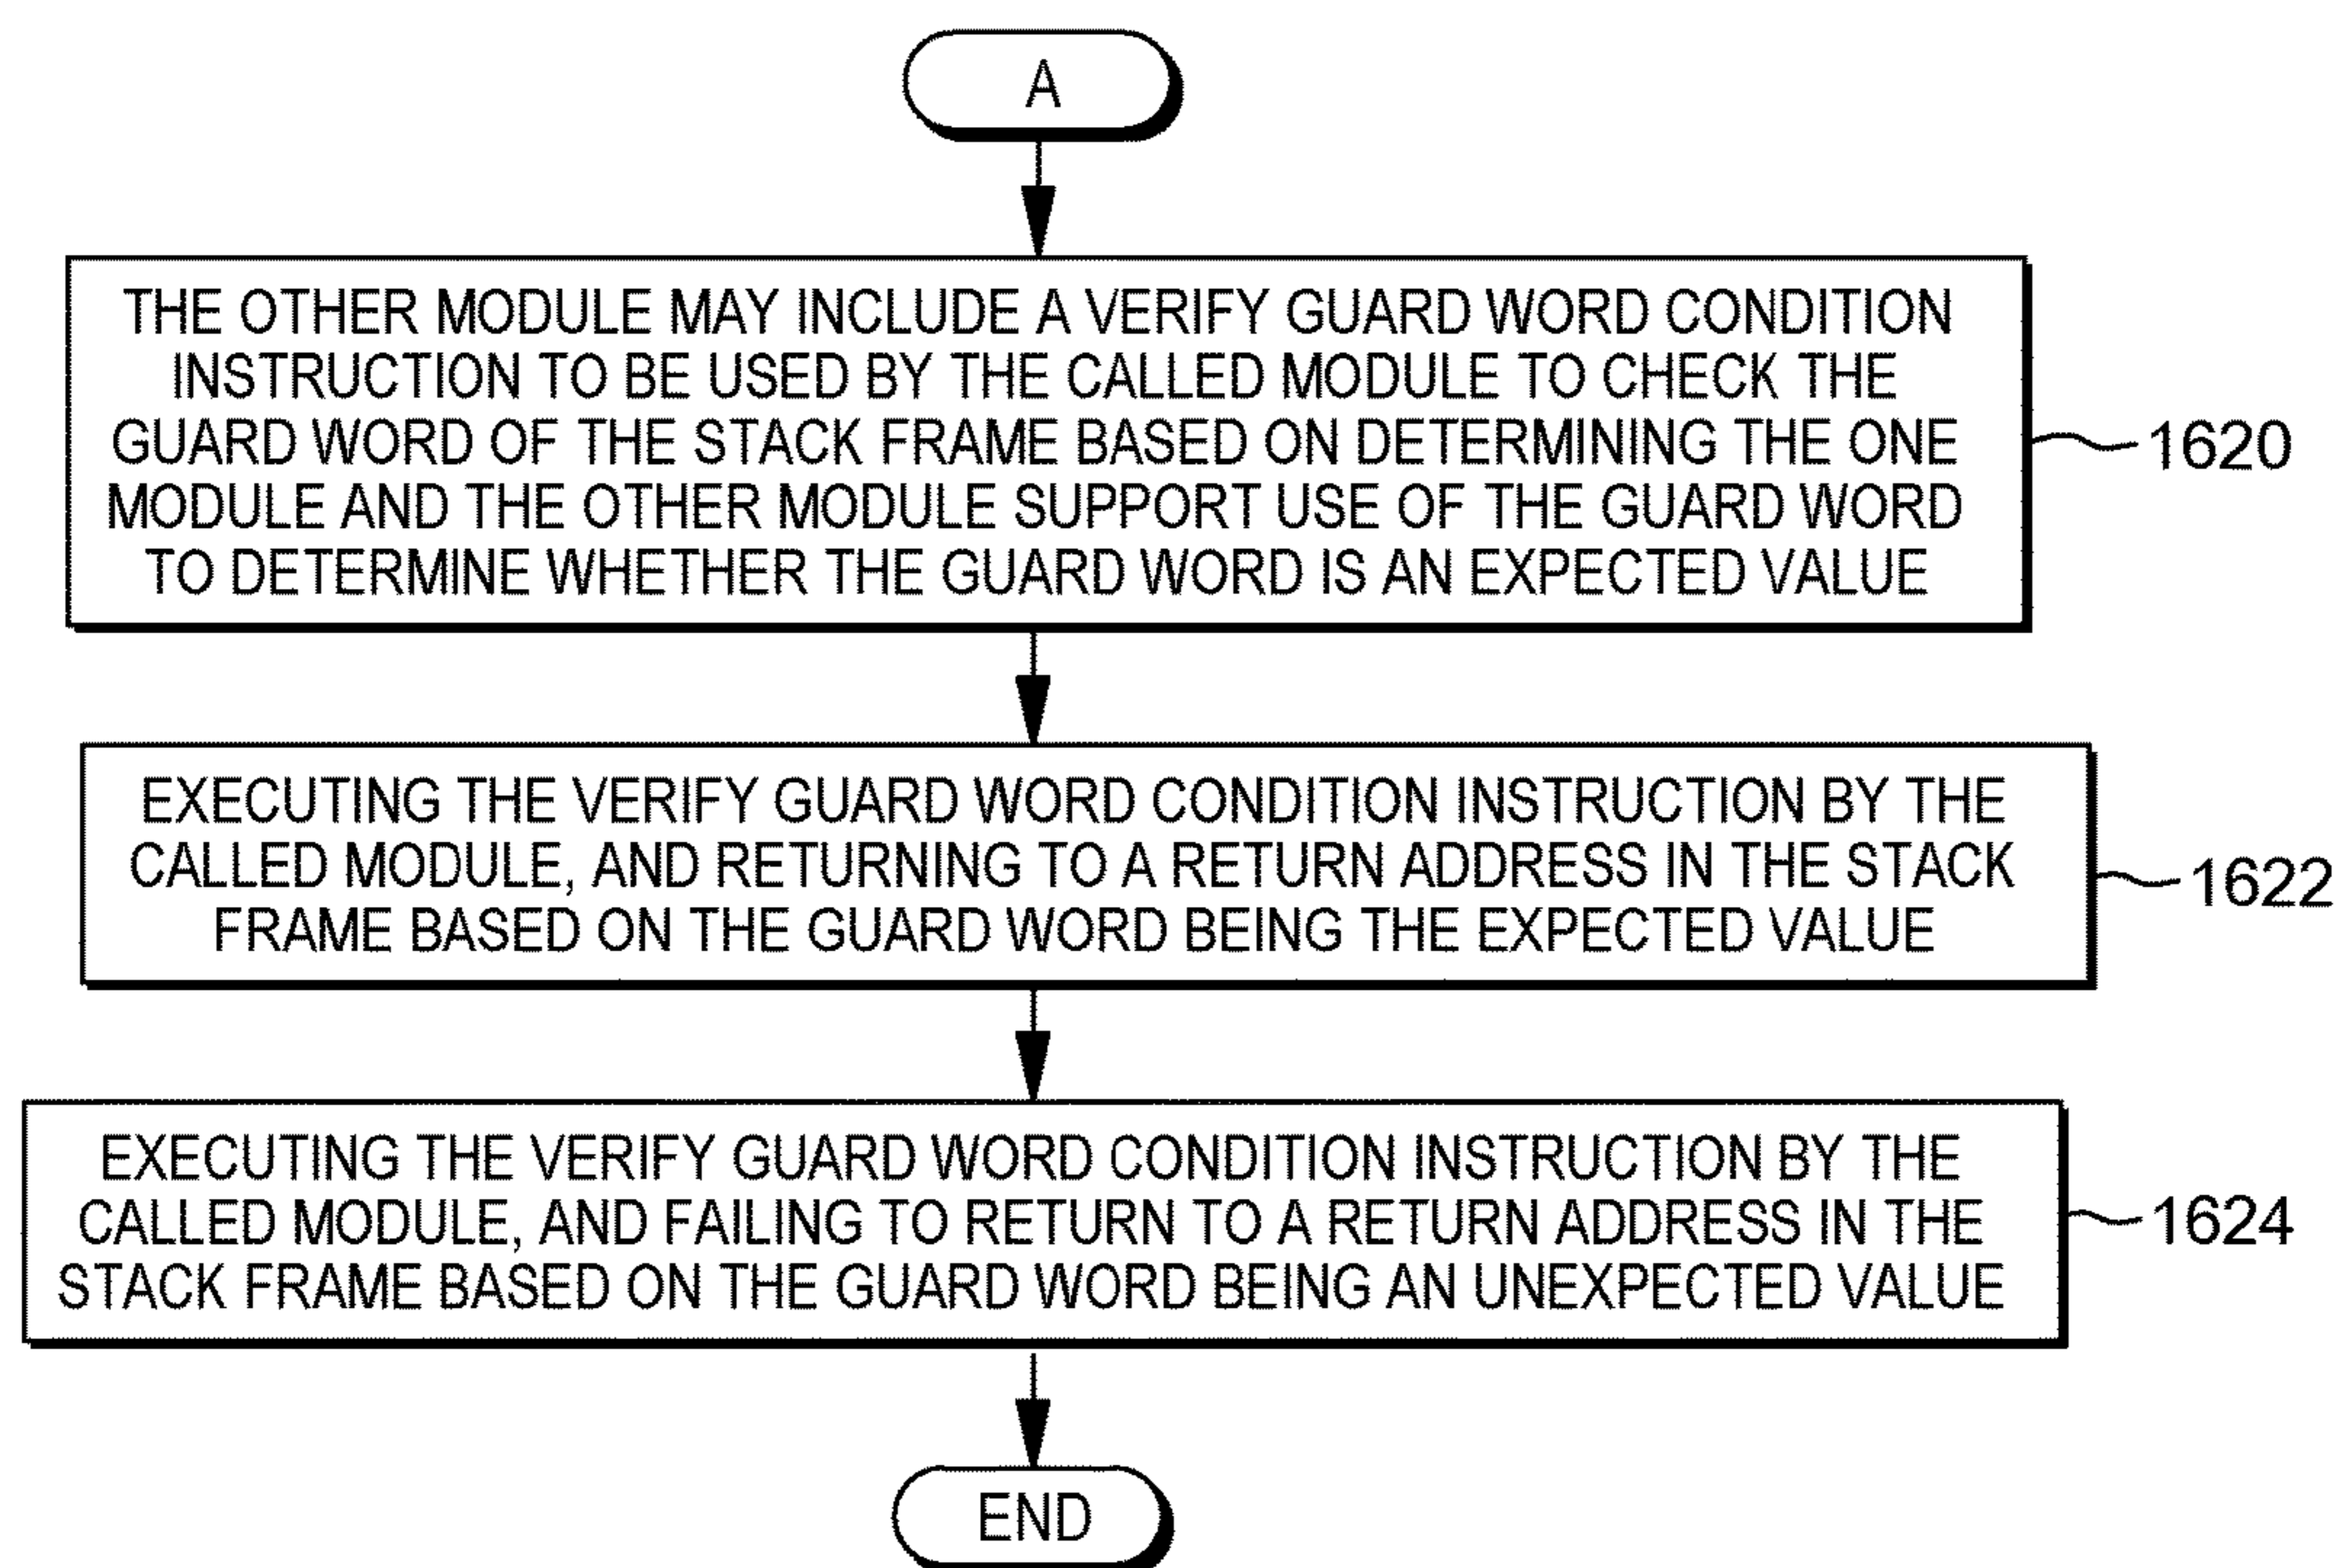 A
THE OTHER MODULE MAY INCLUDE A VERIFY GUARD WORD CONDITION
INSTRUCTION TO BE USED BY THE CALLED MODULE TO CHECK THE
GUARD WORD OF THE STACK FRAME BASED ON DETERMINING THE ONE
MODULE AND THE OTHER MODULE SUPPORT USE OF THE GUARD WORD
TO DETERMINE WHETHER THE GUARD WORD IS AN EXPECTED VALUE
1620
EXECUTING THE VERIFY GUARD WORD CONDITION INSTRUCTION BY THE
CALLED MODULE, AND RETURNING TO A RETURN ADDRESS IN THE STACK
FRAME BASED ON THE GUARD WORD BEING THE EXPECTED VALUE
1622
EXECUTING THE VERIFY GUARD WORD CONDITION INSTRUCTION BY THE
CALLED MODULE, AND FAILING TO RETURN TO A RETURN ADDRESS IN THE
STACK FRAME BASED ON THE GUARD WORD BEING AN UNEXPECTED VALUE
1624
END